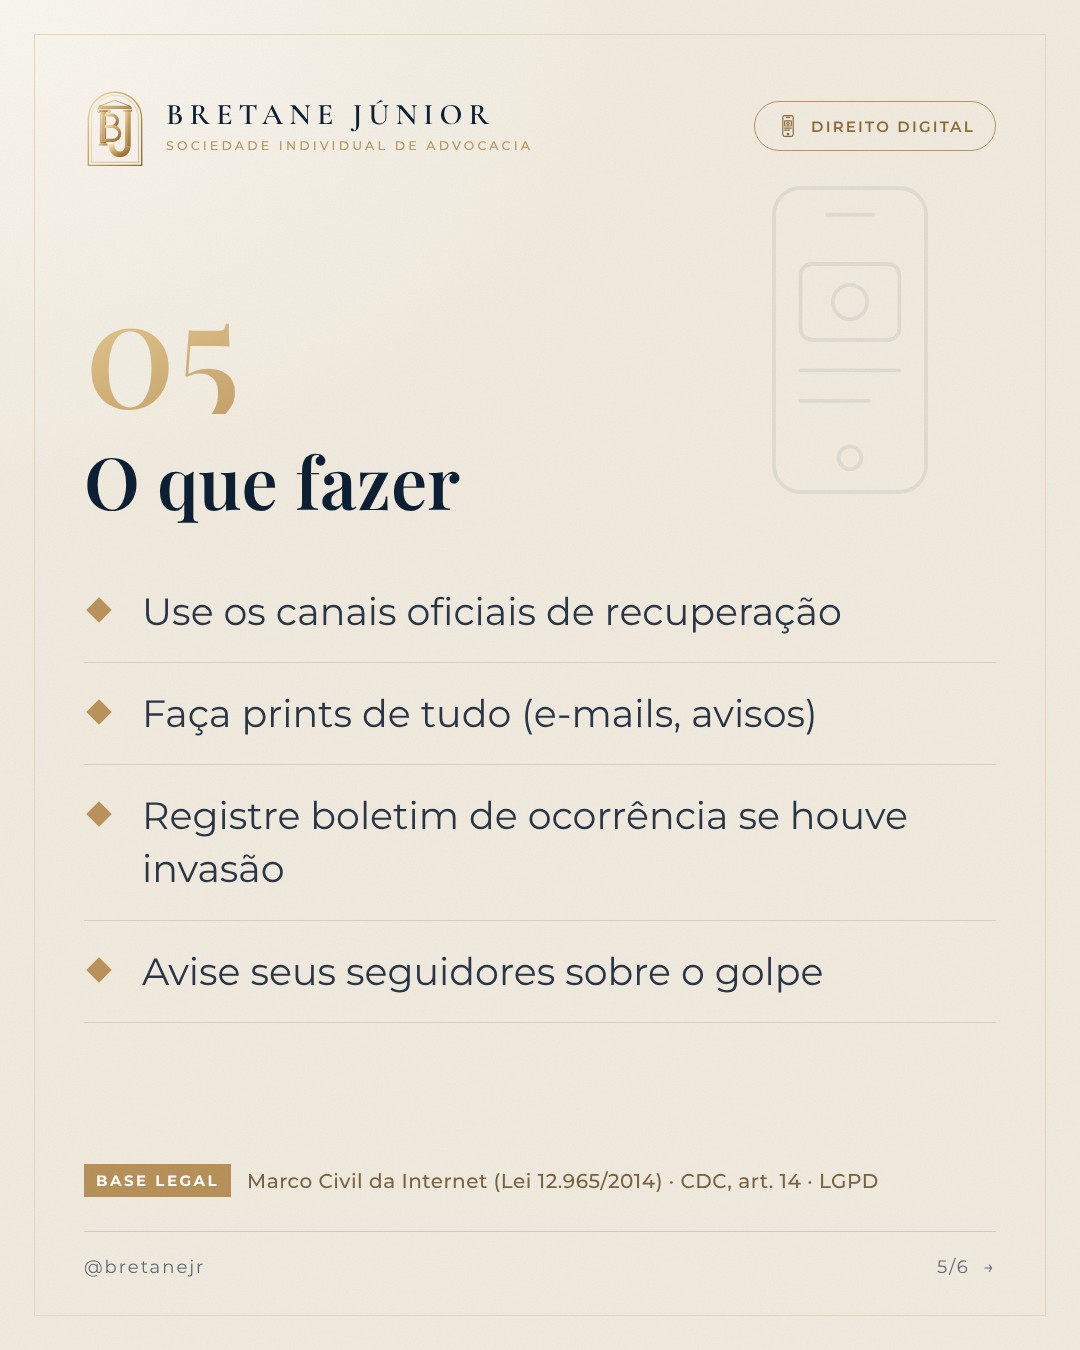 BRETANE JÚNIOR
SOCIEDADE INDIVIDUAL DE ADVOCACIA
DIREITO DIGITAL
05
O que fazer
Use os canais oficiais de recuperação
Faça prints de tudo (e-mails, avisos)
Registre boletim de ocorrência se houve
invasão
Avise seus seguidores sobre o golpe
BASE LEGAL Marco Civil da Internet (Lei 12.965/2014) · CDC, art. 14 · LGPD
@bretanejr 5/6 →